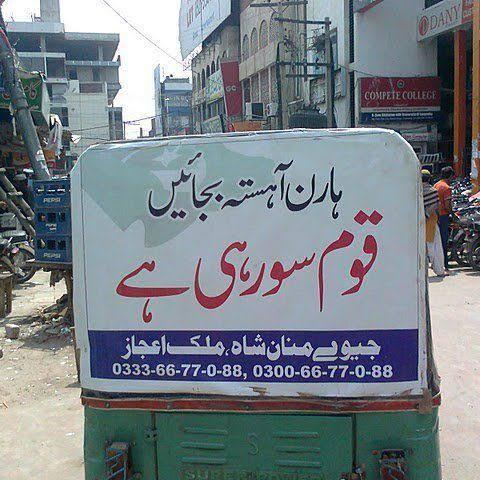 ہارن آہستہ بجائیں
قوم سو رہی ہے
جیوے منان شاہ، ملک اعجاز
0333-66-77-0-88, 0300-66-77-0-88
COMPETE COLLEGE
DANY
PEPSI
PEPSI
S